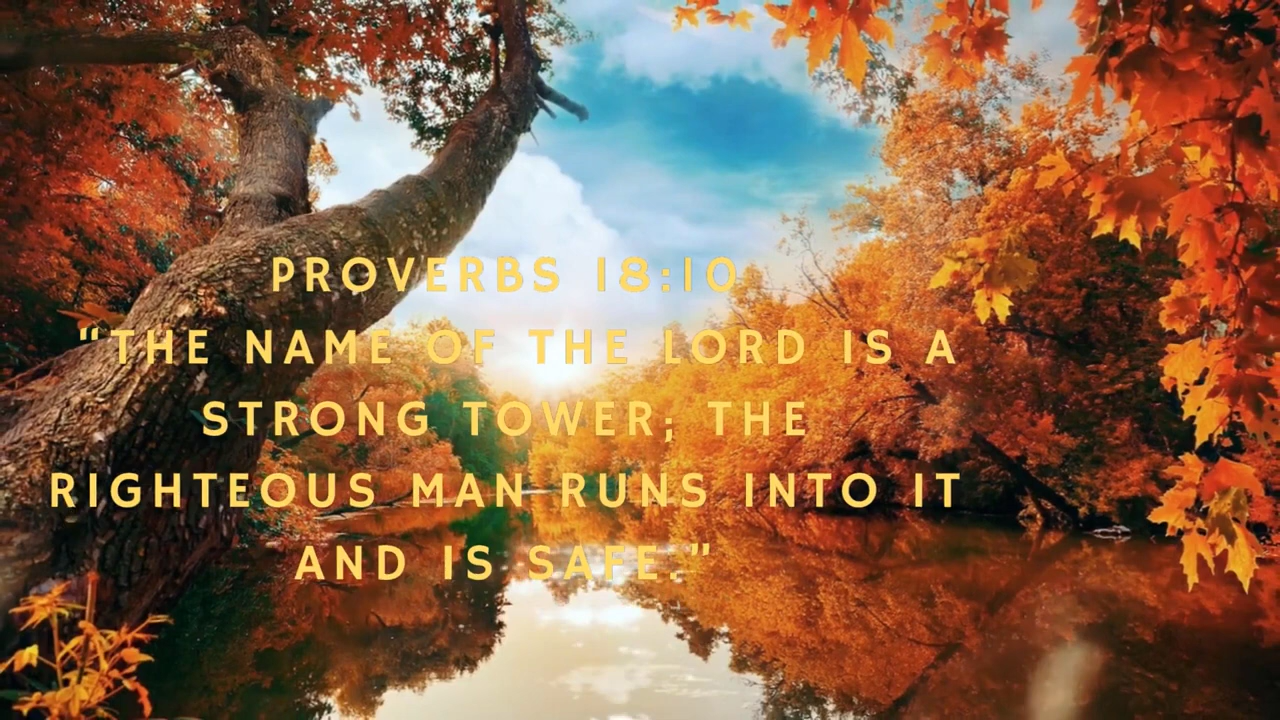 PROVERBS 18:10
“THE NAME OF THE LORD IS A
STRONG TOWER; THE
RIGHTEOUS MAN RUNS INTO IT
AND IS SAFE.”